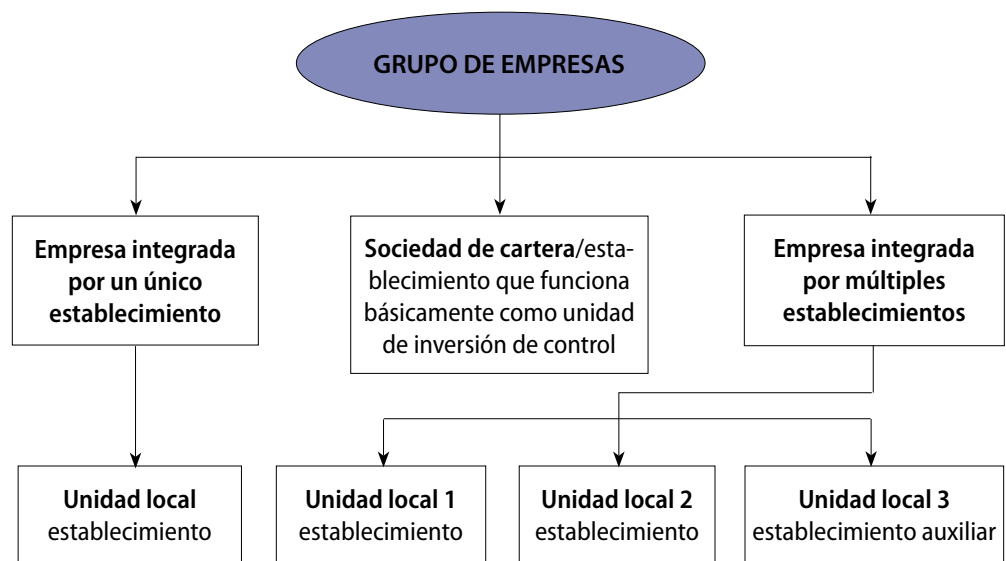 GRUPO DE EMPRESAS
Empresa integrada
por un único
establecimiento
Sociedad de cartera/esta-
blecimiento que funciona
básicamente como unidad
de inversión de control
Empresa integrada
por múltiples
establecimientos
Unidad local
establecimiento
Unidad local 1
establecimiento
Unidad local 2
establecimiento
Unidad local 3
establecimiento auxiliar